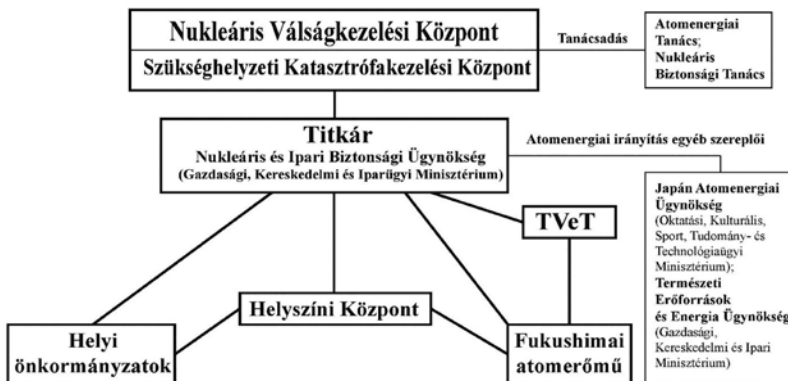 Nukleáris Válságkezelési Központ
Szükséghelyzeti Katasztrófakezelési Központ
Tanácsadás
Atomenergiai
Tanács;
Nukleáris
Biztonsági Tanács
Titkár
Nukleáris és Ipari Biztonsági Ügynökség
(Gazdasági, Kereskedelmi és Iparügyi Minisztérium)
Atomenergiai irányítás egyéb szereplői
Japán Atomenergiai
Ügynökség
(Oktatási, Kulturális,
Sport, Tudomány- és
Technológiaügyi
Minisztérium);
Természeti
Erőforrások
és Energia Ügynökség
(Gazdasági,
Kereskedelmi és Ipari
Minisztérium)
TVeT
Helyszíni Központ
Helyi
önkormányzatok
Fukushimai
atomerőmű